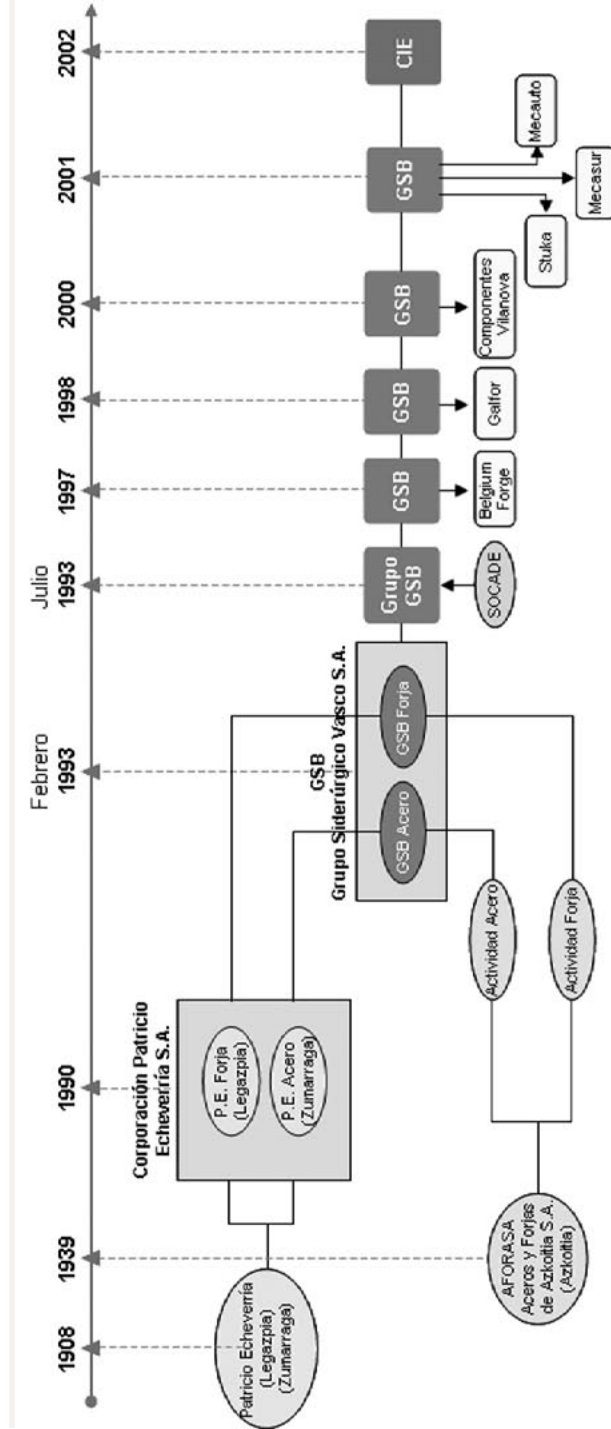 1908
1939
1990
Febrero
1993
Julio
1993
1997
1998
2000
2001
2002
Patricio Echeverría
(Legazpia)
(Zumarraga)
Corporación Patricio
Echeverría S.A.
P.E. Forja
(Legazpia)
P.E. Acero
(Zumarraga)
AFORASA
Aceros y Forjas
de Azkoitia S.A.
(Azkoitia)
Actividad Acero
Actividad Forja
GSB
Grupo Siderúrgico Vasco S.A.
GSB Acero
GSB Forja
Grupo
GSB
SOCADE
GSB
Belgium
Forge
GSB
Galfor
GSB
Componentes
Vilanova
GSB
Stuka
Mecasur
Mecauto
CIE